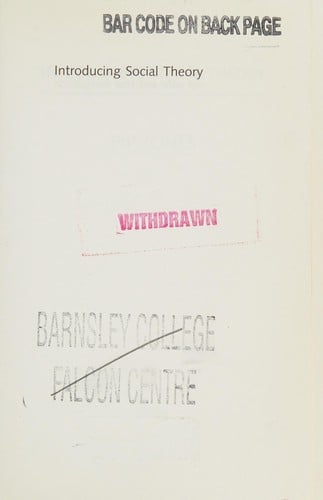 BAR CODE ON BACK PAGE
Introducing Social Theory
WITHDRAWN
BARNSLEY COLLEGE
FALCON CENTRE